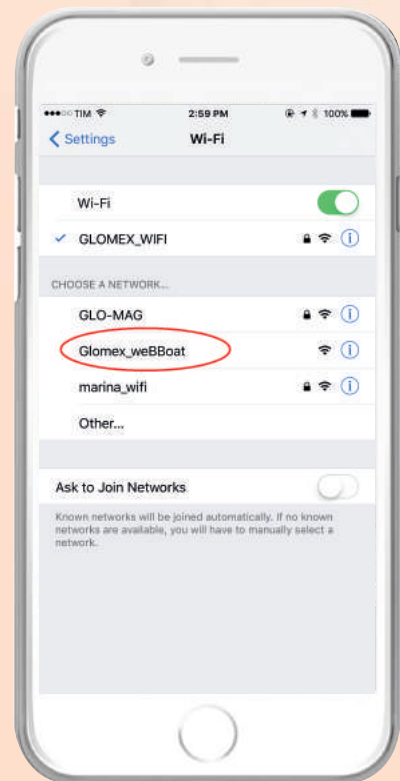 TIM 2:59 PM 100%
Settings Wi-Fi
Wi-Fi
GLOMEX_WIFI
CHOOSE A NETWORK...
GLO-MAG
Glomex_weBBoat
marina_wifi
Other...
Ask to Join Networks
Known networks will be joined automatically. If no known
networks are available, you will have to manually select a
network.